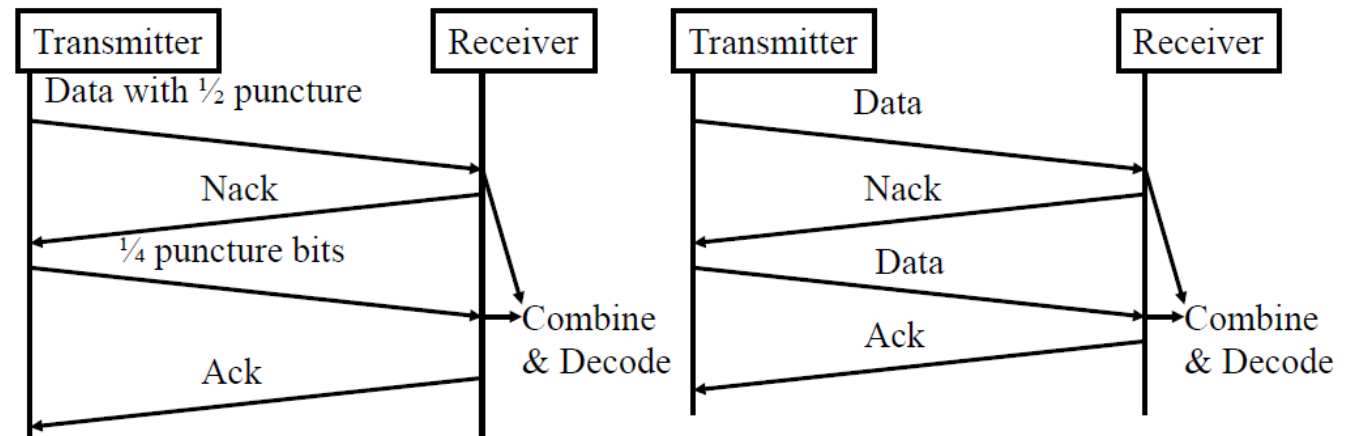 Transmitter
Receiver
Data with ½ puncture
Nack
¼ puncture bits
Combine
& Decode
Ack
Transmitter
Receiver
Data
Nack
Data
Combine
& Decode
Ack